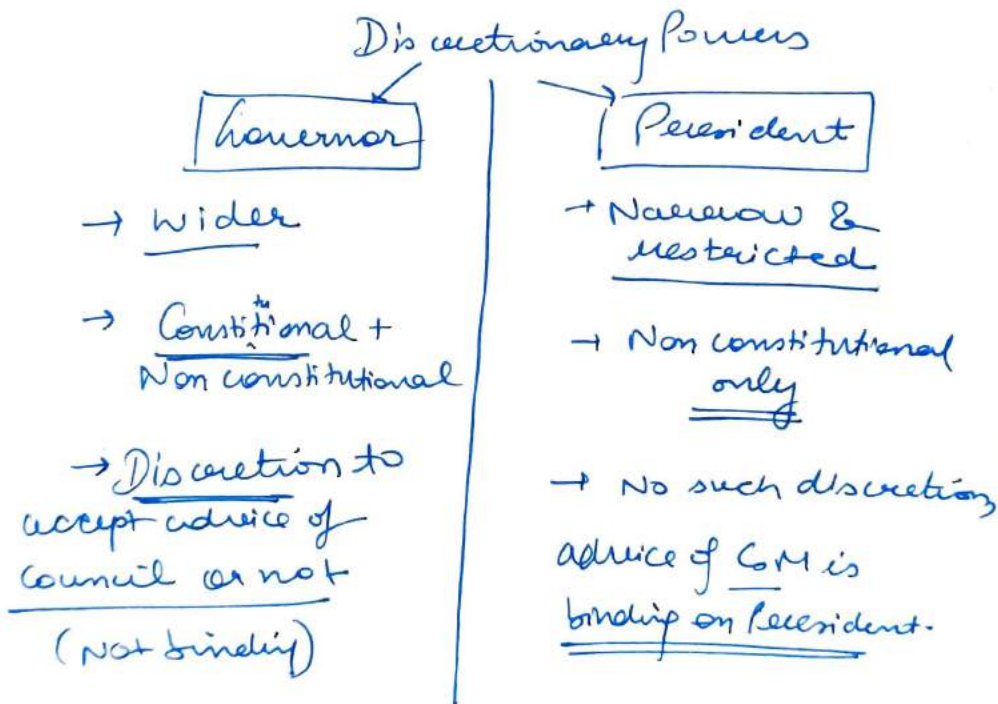 Discretionary Powers
Governor
→ Wider
→ Constitutional +
Non constitutional
→ Discretion to
accept advice of
council or not
(Not binding)
President
→ Narrow &
restricted
→ Non constitutional
only
→ No such discretion,
advice of CoM is
binding on President.